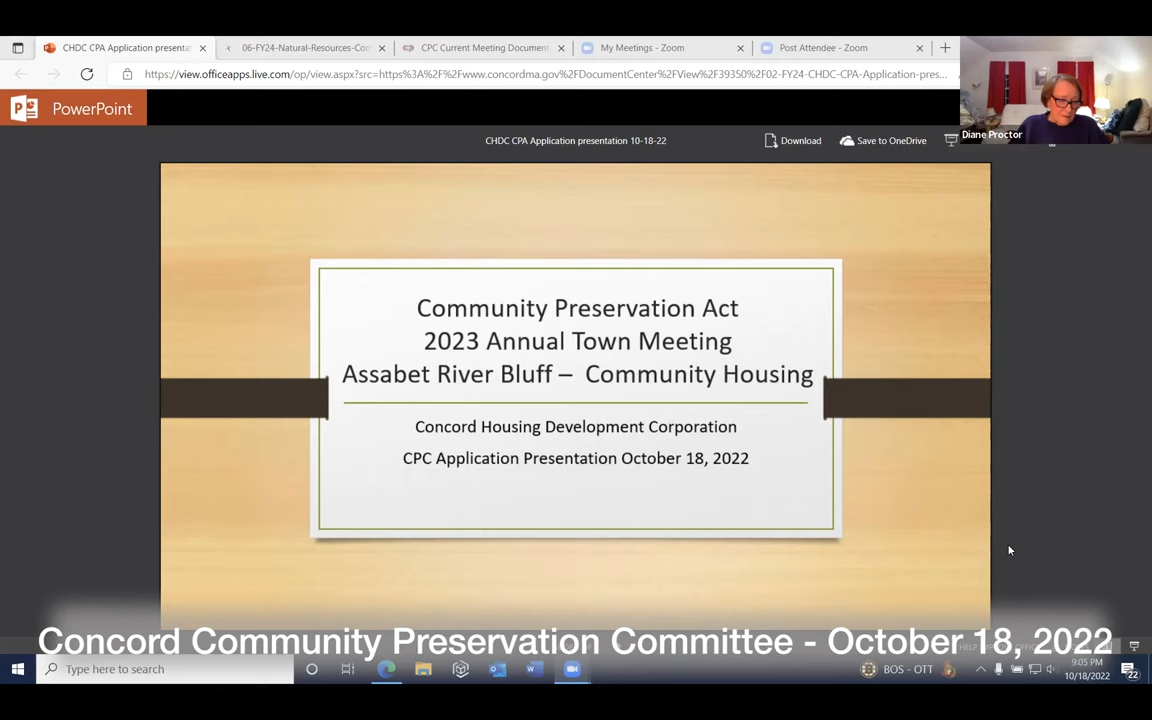 CHDC CPA Application presenta
06-FY24-Natural-Resources-Con
CPC Current Meeting Document
My Meetings - Zoom
Post Attendee - Zoom
https://view.officeapps.live.com/op/view.aspx?src=https%3A%2F%2Fwww.concordma.gov%2FDocumentCenter%2FView%2F39350%2F02-FY24-CHDC-CPA-Application-pres...
PowerPoint
Diane Proctor
CHDC CPA Application presentation 10-18-22
Download
Save to OneDrive
Community Preservation Act
2023 Annual Town Meeting
Assabet River Bluff – Community Housing
Concord Housing Development Corporation
CPC Application Presentation October 18, 2022
Concord Community Preservation Committee - October 18, 2022
Type here to search
BOS - OTT
9:05 PM
10/18/2022
22